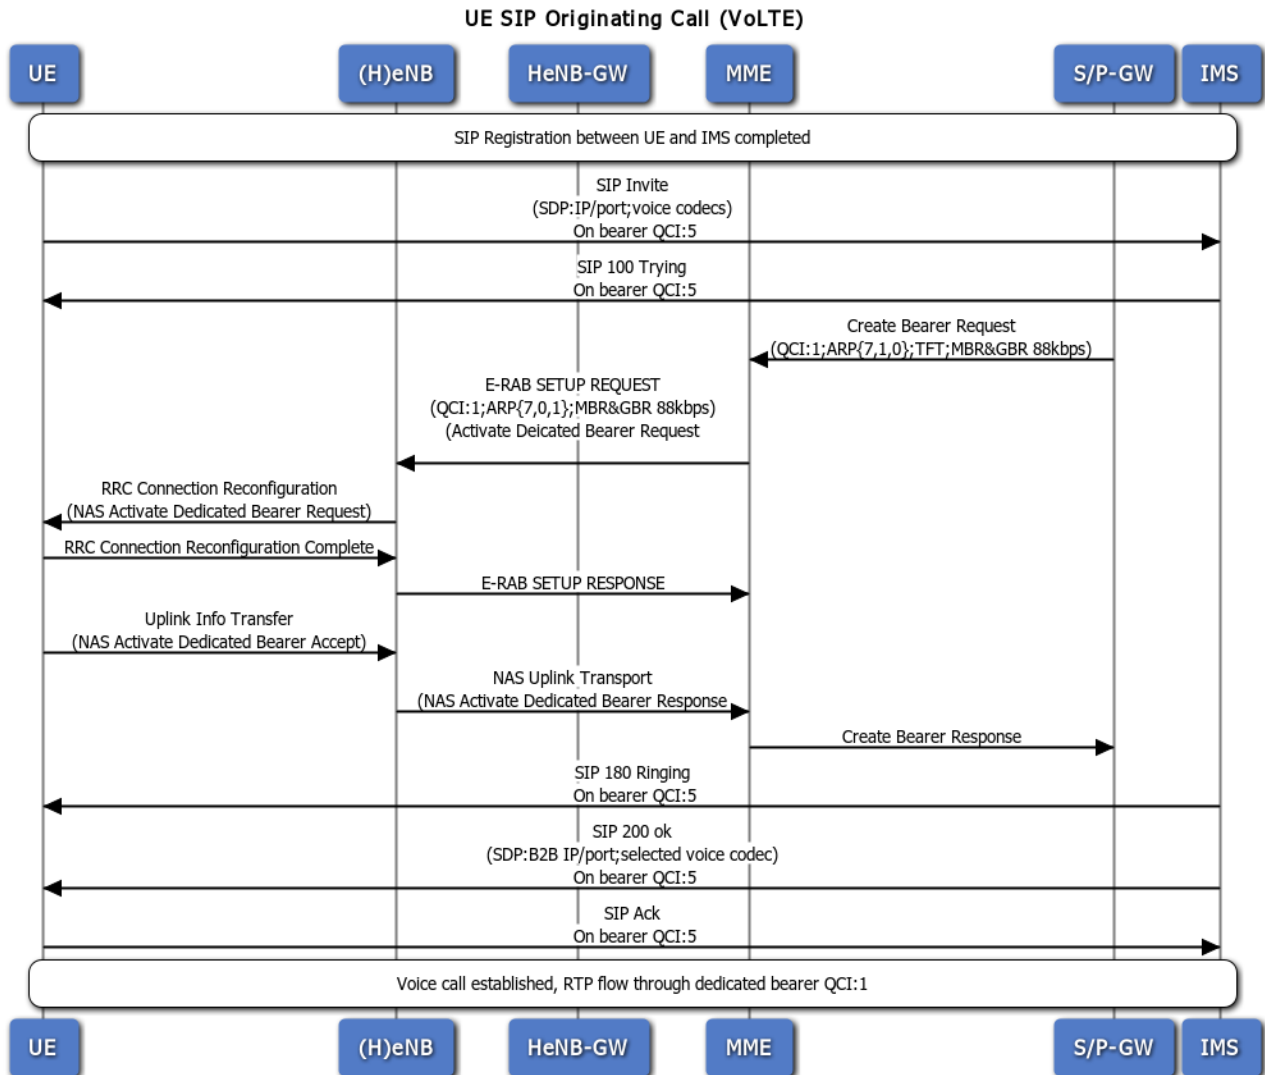 UE SIP Originating Call (VoLTE)
UE (H)eNB HeNB-GW MME S/P-GW IMS
SIP Registration between UE and IMS completed
SIP Invite
(SDP:IP/port;voice codecs)
On bearer QCI:5
SIP 100 Trying
On bearer QCI:5
Create Bearer Request
(QCI:1;ARP{7,1,0};TFT;MBR&GBR 88kbps)
E-RAB SETUP REQUEST
(QCI:1;ARP{7,0,1};MBR&GBR 88kbps)
(Activate Deicated Bearer Request
RRC Connection Reconfiguration
(NAS Activate Dedicated Bearer Request)
RRC Connection Reconfiguration Complete
E-RAB SETUP RESPONSE
Uplink Info Transfer
(NAS Activate Dedicated Bearer Accept)
NAS Uplink Transport
(NAS Activate Dedicated Bearer Response
Create Bearer Response
SIP 180 Ringing
On bearer QCI:5
SIP 200 ok
(SDP:B2B IP/port;selected voice codec)
On bearer QCI:5
SIP Ack
On bearer QCI:5
Voice call established, RTP flow through dedicated bearer QCI:1
UE (H)eNB HeNB-GW MME S/P-GW IMS